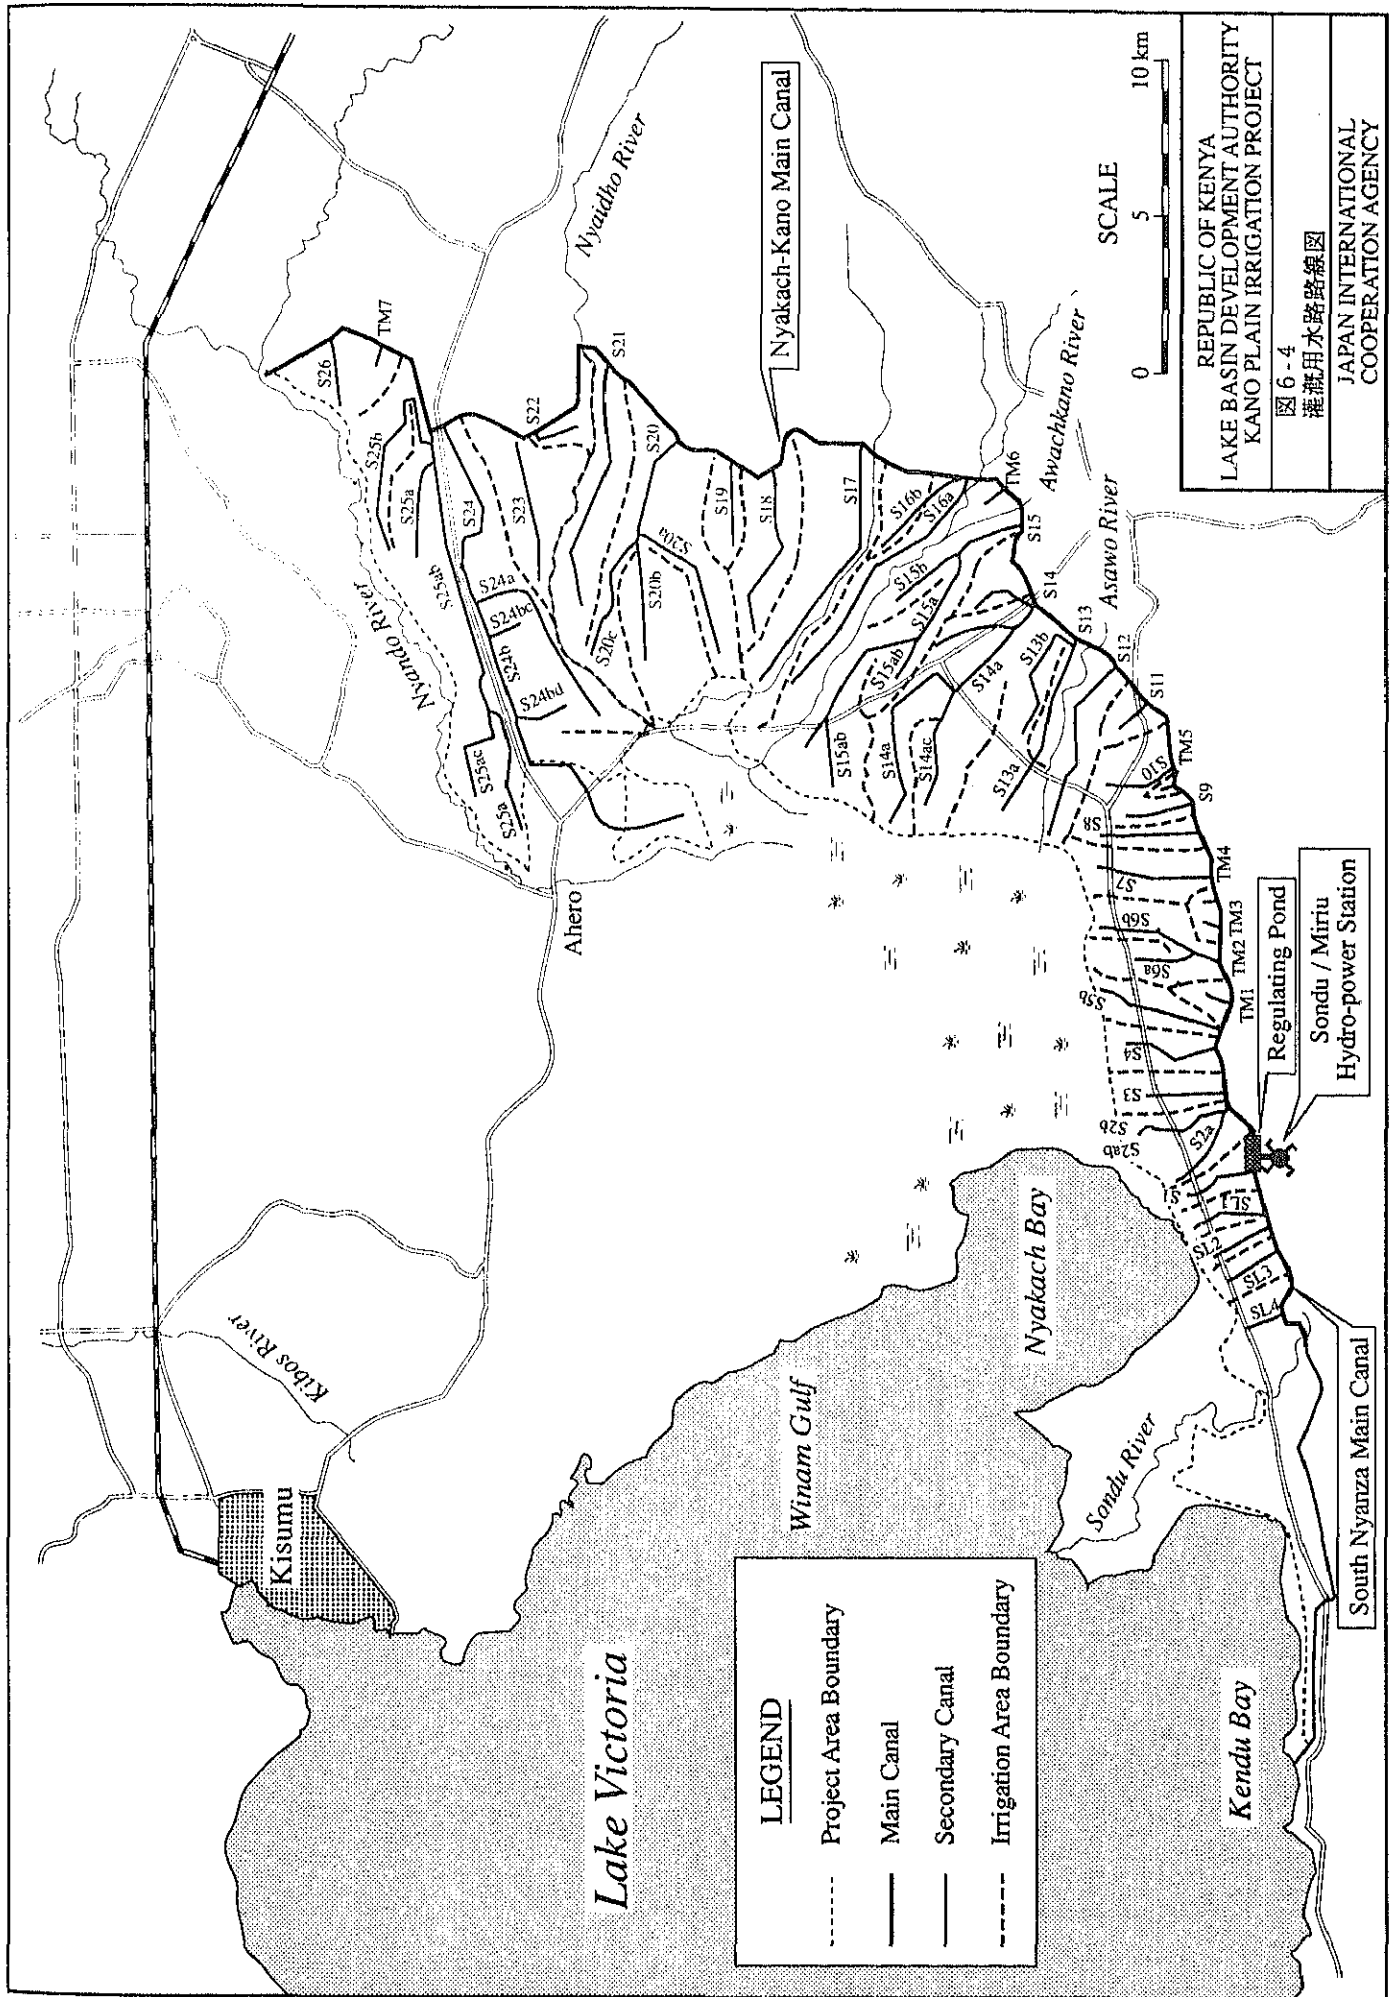 Kisumu
Kibos River
Ahero
Nyando River
Nyaidho River
Nyakach-Kano Main Canal
Lake Victoria
Winam Gulf
Nyakach Bay
Sondu River
Kendu Bay
Awachkano River
Asawo River
S26
TM7
S25b
S25a
S25ab
S24
S24a
S24bc
S24b
S24bd
S25ac
S25a
S23
S22
S21
S20
S20a
S20b
S20c
S19
S18
S17
S16b
S16a
TM6
S15
S15b
S15a
S15ab
S15ab
S14
S14a
S14a
S14ac
S13
S13b
S13a
S12
S11
TM5
S10
S9
S8
TM4
S7
TM3
S6b
TM2
S6a
TM1
S5b
S4
S3
S2b
S2ab
S2a
S1
SL1
SL2
SL3
SL4
Regulating Pond
Sondu / Miriu
Hydro-power Station
South Nyanza Main Canal
LEGEND
Project Area Boundary
Main Canal
Secondary Canal
Irrigation Area Boundary
SCALE
0 5 10 km
REPUBLIC OF KENYA
LAKE BASIN DEVELOPMENT AUTHORITY
KANO PLAIN IRRIGATION PROJECT
図 6-4
灌漑用水路路線図
JAPAN INTERNATIONAL
COOPERATION AGENCY